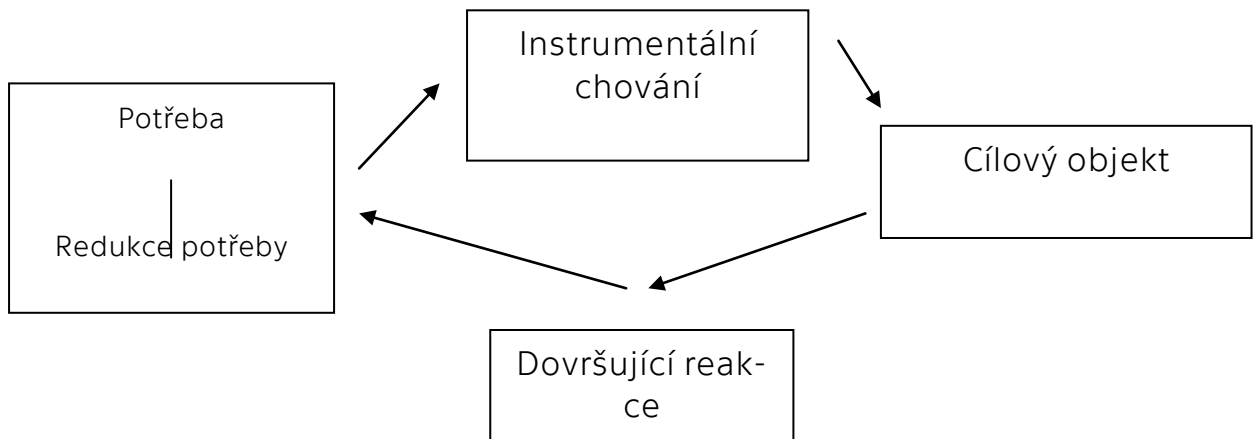 Instrumentální
chování
Potřeba
Cílový objekt
Redukce potřeby
Dovršující reak-
ce